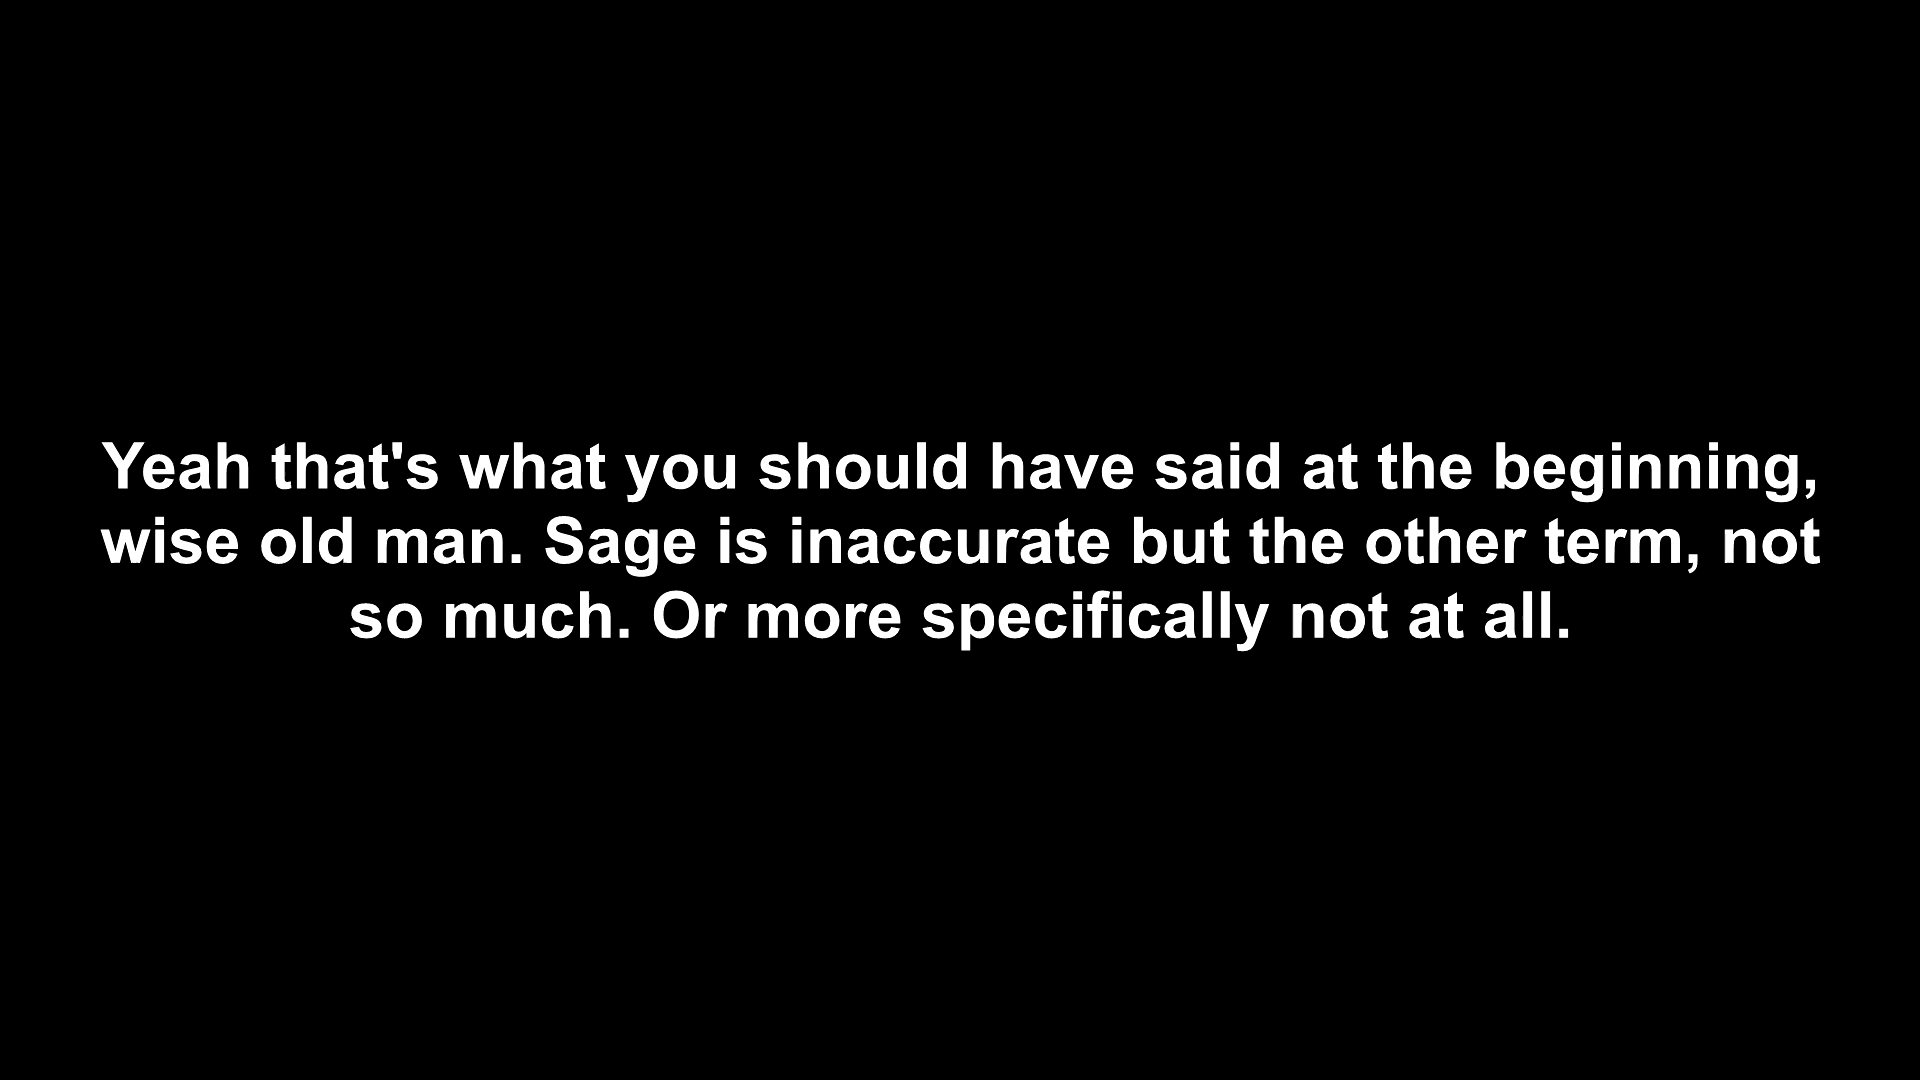 Yeah that's what you should have said at the beginning,
wise old man. Sage is inaccurate but the other term, not
so much. Or more specifically not at all.